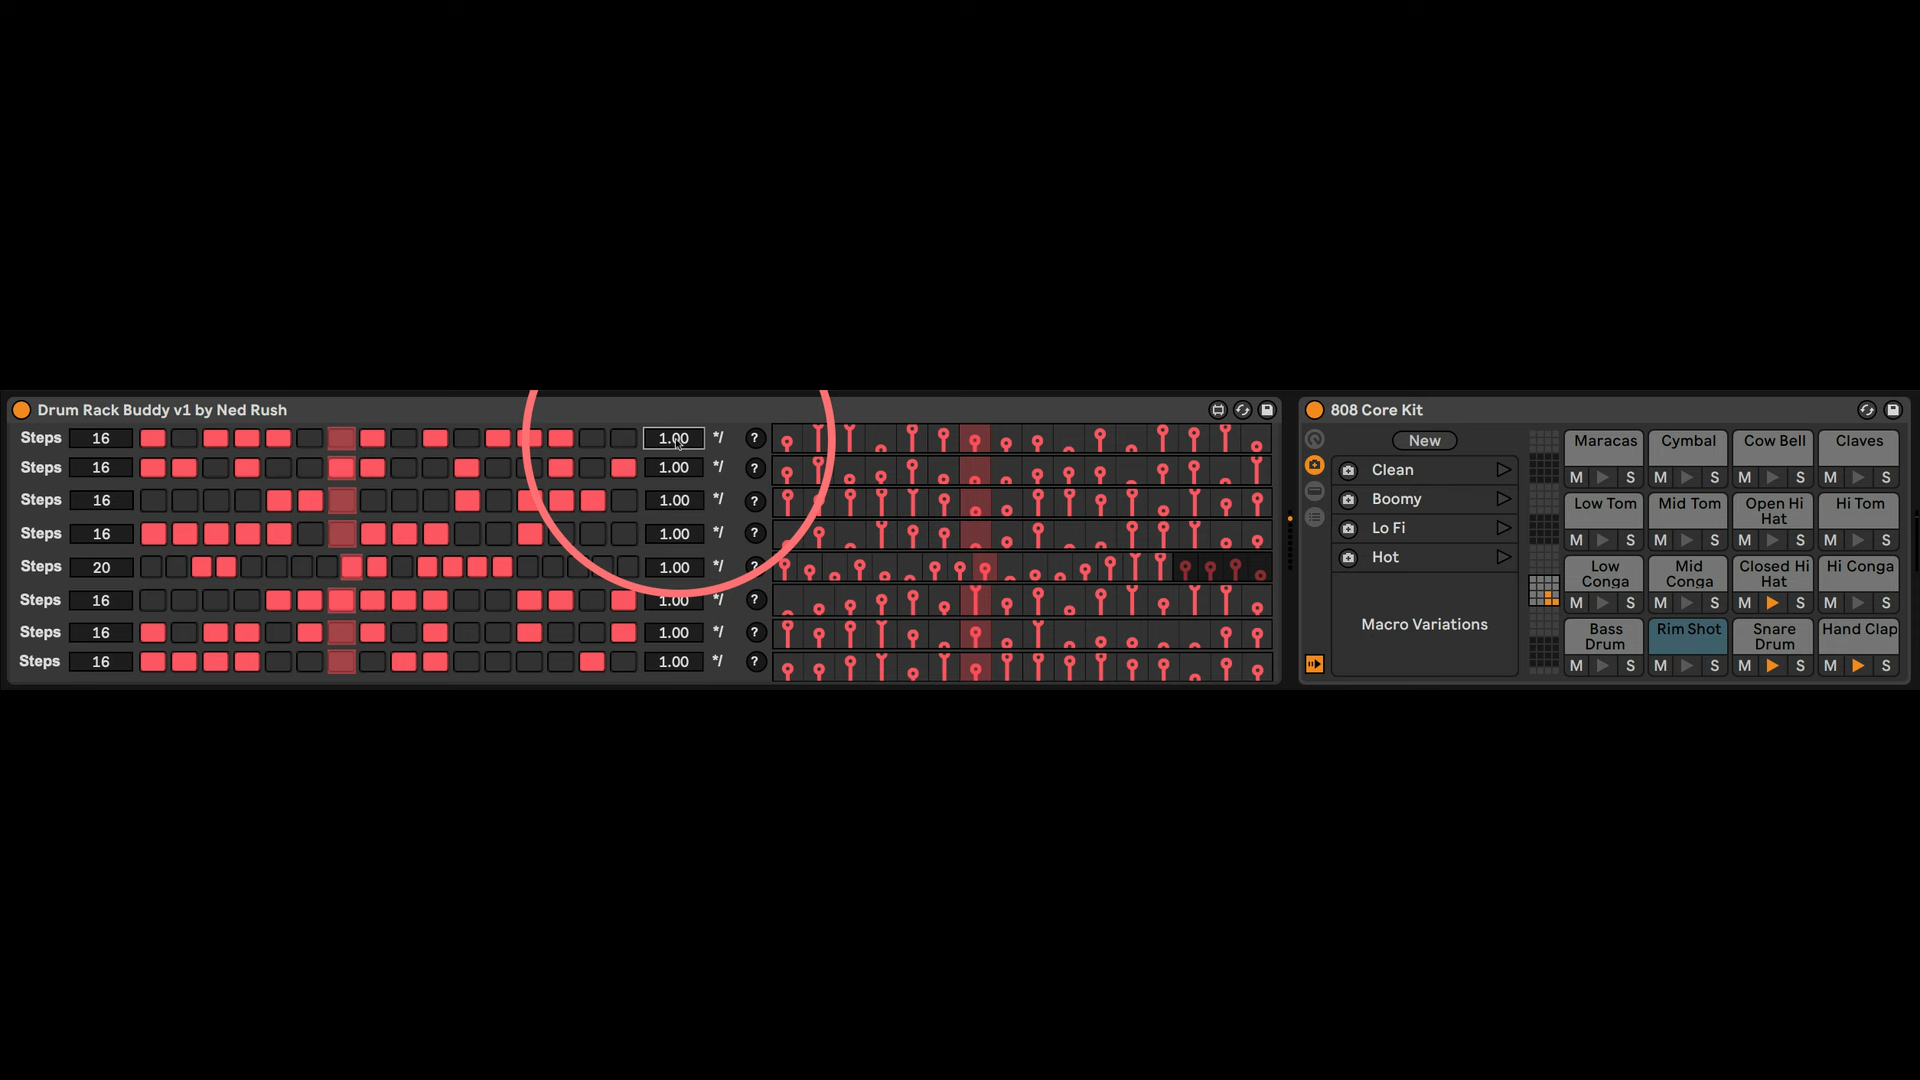 Drum Rack Buddy v1 by Ned Rush
Steps 16 1.00 */ ?
Steps 16 1.00 */ ?
Steps 16 1.00 */ ?
Steps 16 1.00 */ ?
Steps 20 1.00 */ ?
Steps 16 1.00 */ ?
Steps 16 1.00 */ ?
Steps 16 1.00 */ ?
808 Core Kit
New
Clean
Boomy
Lo Fi
Hot
Macro Variations
Maracas Cymbal Cow Bell Claves
M S M S M S M S
Low Tom Mid Tom Open Hi Hat Hi Tom
M S M S M S M S
Low Conga Mid Conga Closed Hi Hat Hi Conga
M S M S M S M S
Bass Drum Rim Shot Snare Drum Hand Clap
M S M S M S M S